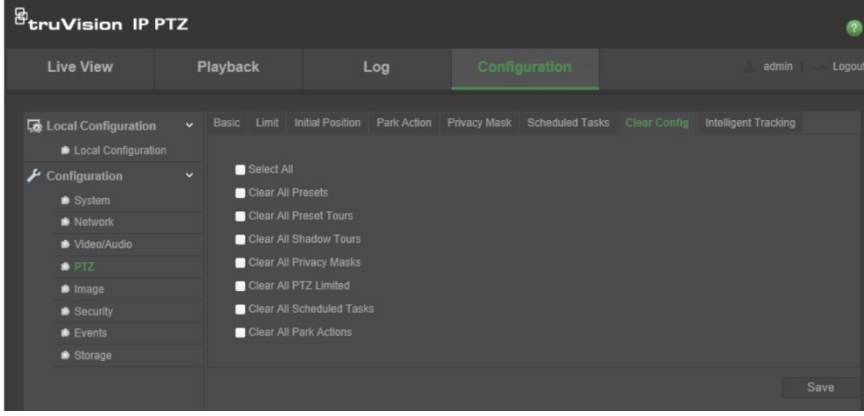 truVision IP PTZ
?
Live View Playback Log Configuration admin Logout
Local Configuration
Local Configuration
Configuration
System
Network
Video/Audio
PTZ
Image
Security
Events
Storage
Basic Limit Initial Position Park Action Privacy Mask Scheduled Tasks Clear Config Intelligent Tracking
Select All
Clear All Presets
Clear All Preset Tours
Clear All Shadow Tours
Clear All Privacy Masks
Clear All PTZ Limited
Clear All Scheduled Tasks
Clear All Park Actions
Save